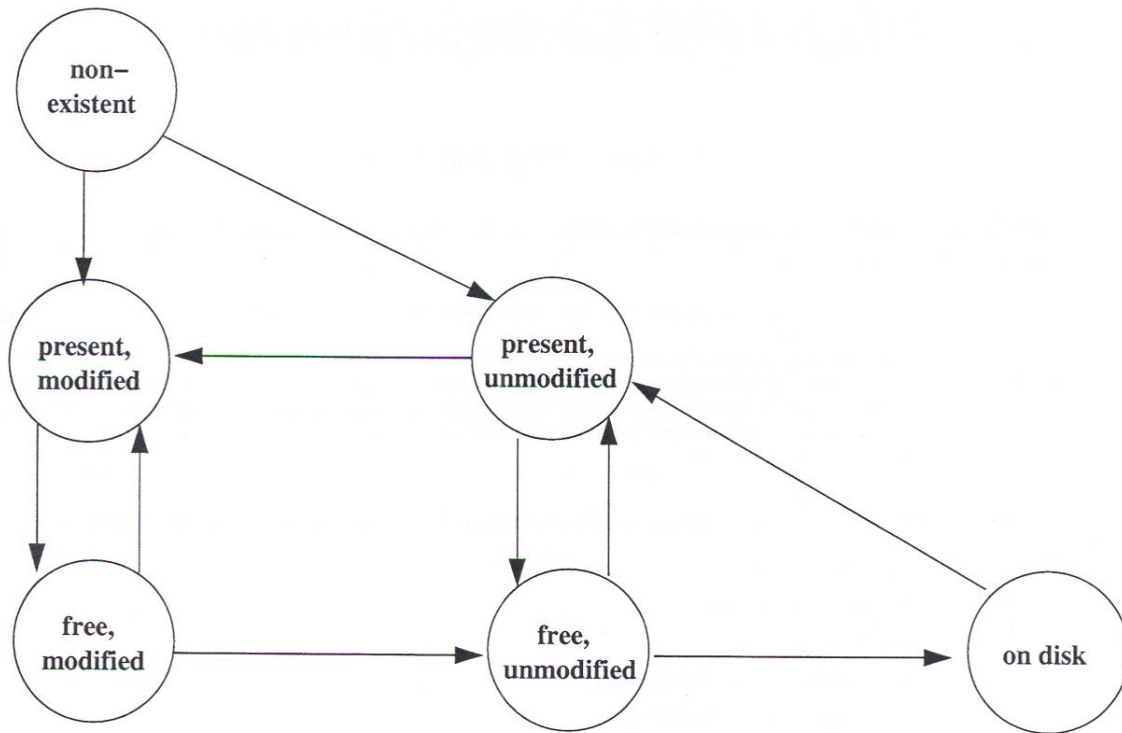 non–
existent
present,
modified
present,
unmodified
free,
modified
free,
unmodified
on disk